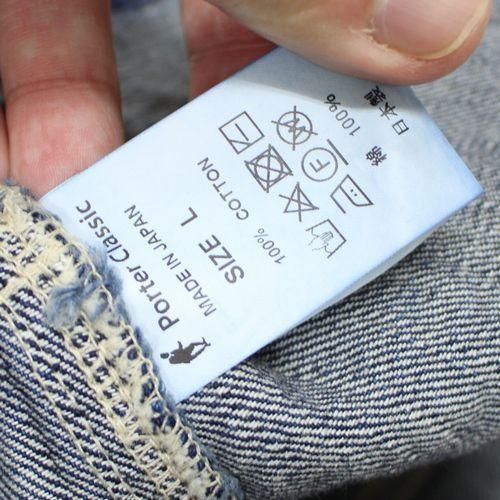 Porter Classic
MADE IN JAPAN
SIZE L
100% COTTON
W
F
綿 100%
日本製